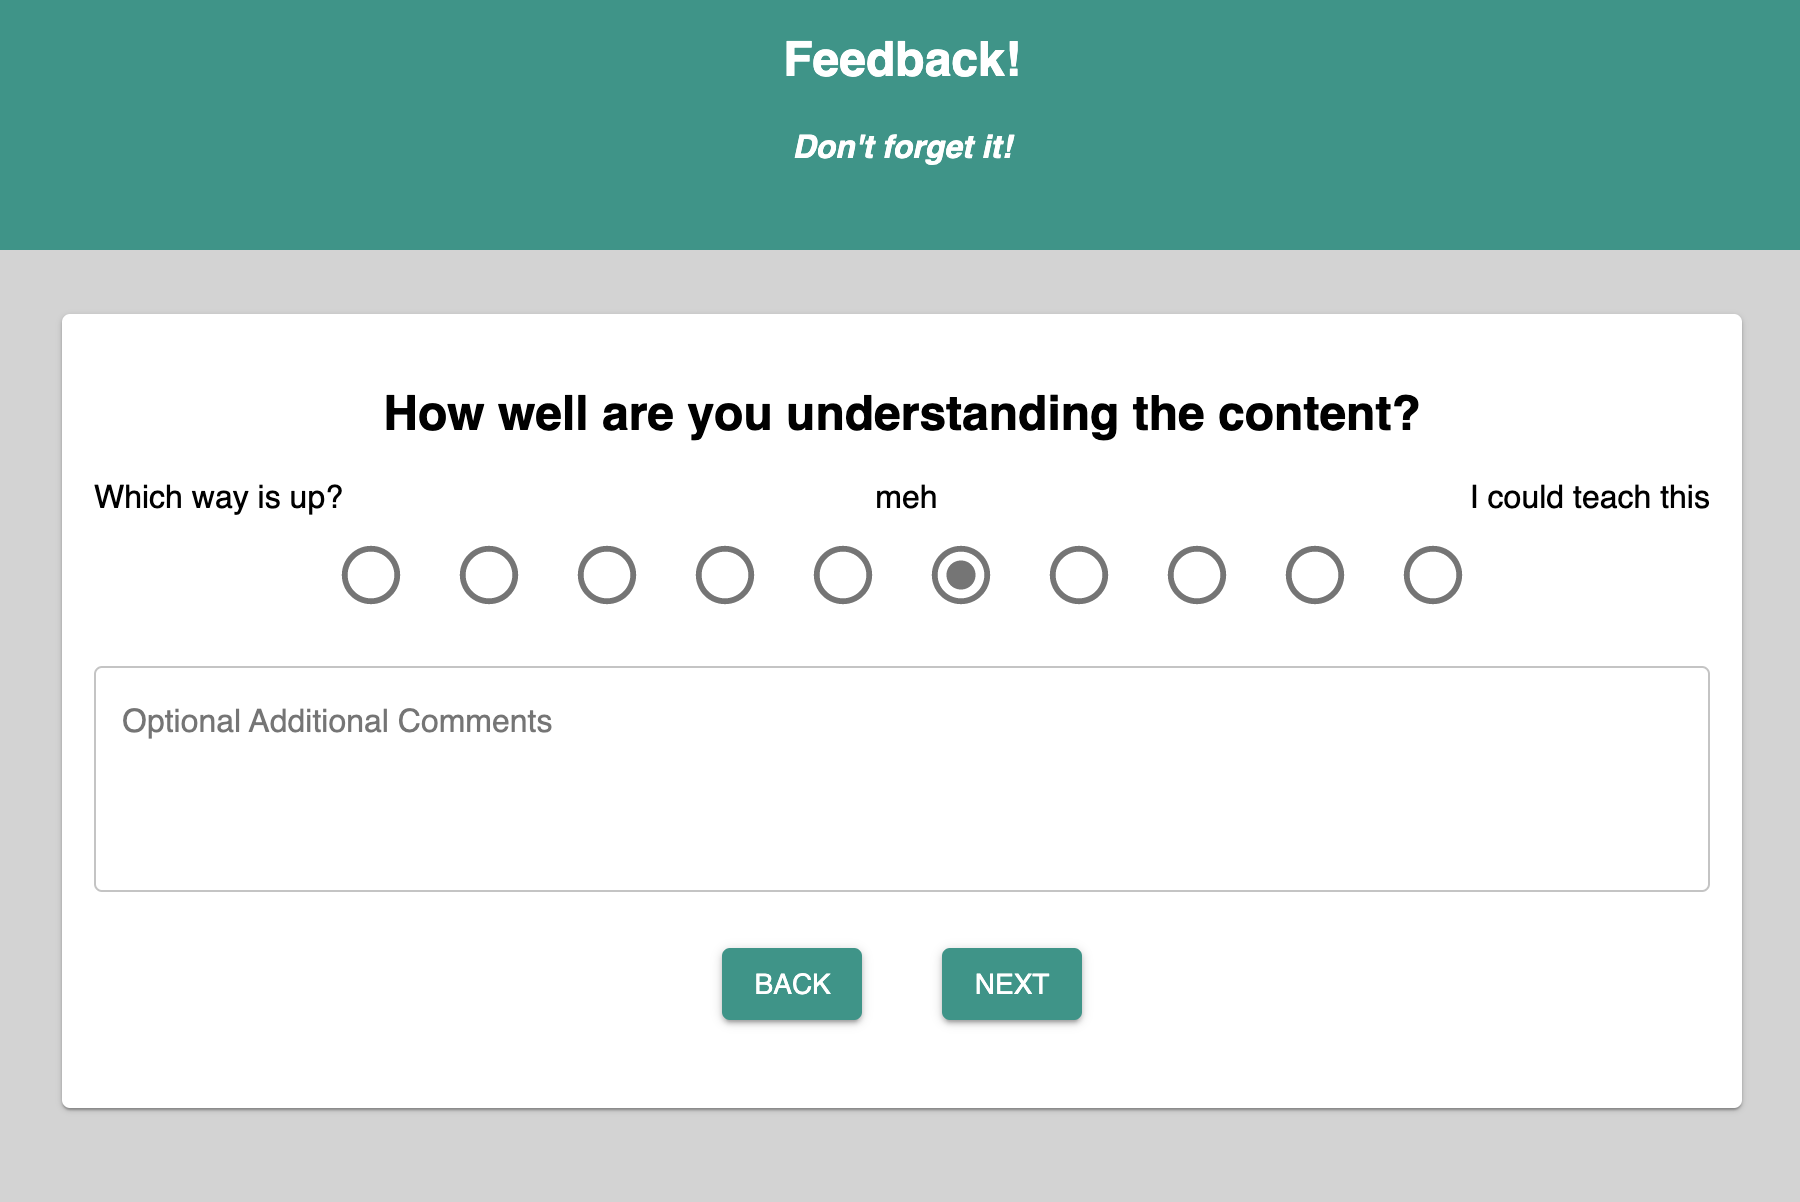 Feedback!
Don't forget it!
How well are you understanding the content?
Which way is up? meh I could teach this
Optional Additional Comments
BACK NEXT